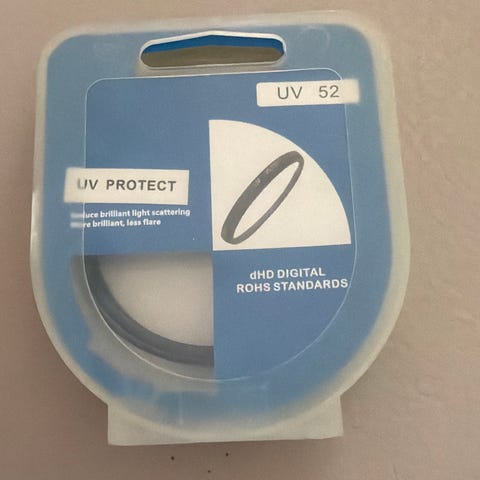 UV 52
UV PROTECT
brilliant light scattering
brilliant, less flare
dHD DIGITAL
ROHS STANDARDS